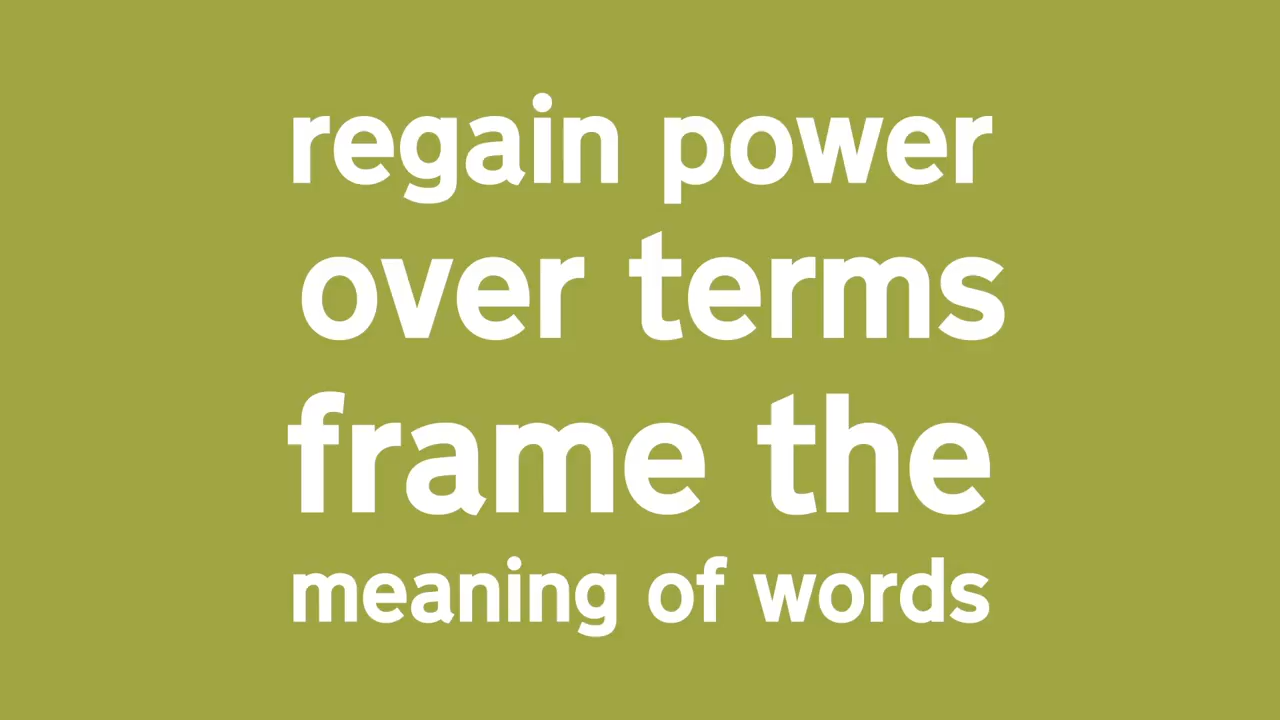 regain power
over terms
frame the
meaning of words